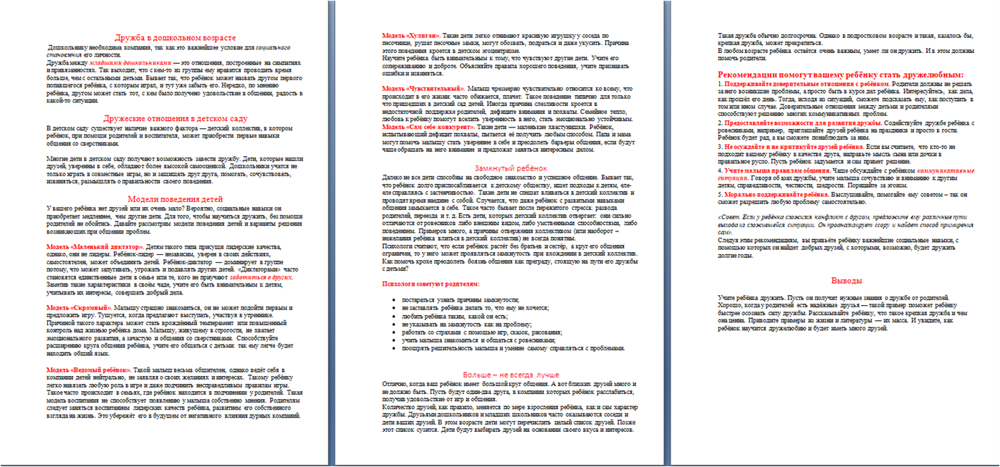 Дружба в дошкольном возрасте
Дошкольнику необходима компания, так как это важнейшее условие для социального
становления его личности.
Дружба между младшими дошкольниками — это отношения, построенные на симпатиях
и привязанностях. Так выходит, что с кем-то из группы ему нравится проводить время
больше, чем с остальными детьми. Бывает так, что ребёнок может назвать другом первого
попавшегося ребёнка, с которым играл, и тут уже забыть его. Нередко, по мнению
ребёнка, другом может стать тот, с кем было получено удовольствие в общении, радость в
какой-то ситуации.
Дружеские отношения в детском саду
В детском саду существует наличие важного фактора — детский коллектив, в котором
ребёнок, при помощи родителей и воспитателя, может приобрести первые навыки
общения со сверстниками.
Многие дети в детском саду получают возможность завести дружбу. Дети, которые нашли
друзей, уверенны в себе, обладают более высокой самооценкой. Дошкольники учатся не
только играть в совместные игры, но и защищать друг друга, помогать, сочувствовать,
извиняться, размышлять о правильности своего поведения.
Модели поведения детей
У вашего ребёнка нет друзей или их очень мало? Вероятно, социальные навыки он
приобретает медленнее, чем другие дети. Для того, чтобы научиться дружить, без помощи
родителей не обойтись. Давайте рассмотрим модели поведения детей и варианты решения
возникающих при общении проблем.
Модель «Маленький диктатор». Детям такого типа присущи лидерские качества,
однако, они не лидеры. Ребёнок-лидер — независим, уверен в своих действиях,
самостоятелен, может объединять детей. Ребёнок-диктатор — доминирует в группе
потому, что может запугивать, угрожать и подавлять других детей. «Диктаторами» часто
становятся единственные дети в семье или те, кого не приучают заботиться о других.
Заметив такие характеристики в своём чаде, учите его быть внимательным к детям,
учитывать их интересы, совершать добрый дела.
Модель «Скромный». Малышу страшно знакомиться, он не может подойти первым и
предложить игру. Тушуется, когда предлагают выступать, участвуя в утреннике.
Причиной такого характера может стать врождённый темперамент или повышенный
контроль над жизнью ребёнка дома. Малышу, живущему в строгости, не хватает
эмоционального развития, а зачастую и общения со сверстниками. Способствуйте
расширению круга общения ребёнка, учите его общаться с детьми: так ему легче будет
находить общий язык.
Модель «Ведомый ребёнок». Такой малыш весьма общителен, однако ведёт себя в
компании детей нейтрально, не заявляя о своих желаниях и интересах. Такому ребёнку
легко навязать любую роль в игре и даже подчинить несправедливым правилам игры.
Такое часто происходит в семьях, где ребёнок находится в подчинении у родителей. Такая
модель воспитания не способствует появлению у малыша собственно мнения. Родителям
следует заняться воспитанием лидерских качеств ребёнка, развитием его собственного
взгляда на жизнь. Это убережёт его в будущем от негативного влияния дурных компаний.
Модель «Хулиган». Такие дети легко отнимают красивую игрушку у соседа по
песочнице, рушат песочные замки, могут обозвать, подраться и даже укусить. Причина
этого поведения кроется в детском эгоцентризме.
Научите ребёнка быть внимательным к тому, что чувствуют другие дети. Учите его
сопереживанию и доброте. Объясняйте правила хорошего поведения, учите признавать
ошибки и извиняться.
Модель «Чувствительный». Малыш чрезмерно чувствительно относится ко всему, что
происходит в его жизни: часто обижается, плачет. Такое поведение типично для только
что пришедших в детский сад детей. Иногда причина слезливости кроется в
недостаточной поддержке родителей, дефиците внимания и похвалы. Семейное тепло,
любовь к ребёнку помогут вселить уверенность в него, стать эмоционально устойчивым.
Модель «Сам себе конкурент». Такие дети — маленькие хвастунишки. Ребёнок,
испытывающий дефицит похвалы, пытается её получить любым способом. Папа и мама
могут помочь малышу стать увереннее в себе и преодолеть барьеры общения, если будут
чаще обращать на него внимание и предложат заняться интересным делом.
Замкнутый ребёнок
Далеко не все дети способны на свободное знакомство и успешное общение. Бывает так,
что ребёнок долго приспосабливается к детскому обществу, ищет подходы к детям, еле-
еле справляясь с застенчивостью. Такие дети не спешат вливаться в детский коллектив и
проводят время наедине с собой. Случается, что даже ребёнок с развитыми навыками
общения замыкается в себе. Такое часто бывает после пережитого стресса: развода
родителей, переезда и т. д. Есть дети, которых детский коллектив отвергает: они сильно
отличаются от ровесников либо внешним видом, либо умственными способностями, либо
поведением. Примеров много, а причины отвержения коллективом (или наоборот –
нежелания ребёнка влиться в детский коллектив) не всегда понятны.
Психологи считают, что если ребёнок растёт без братьев и сестёр, а круг его общения
ограничен, то у него может проявляться замкнутость при вхождении в детский коллектив.
Как помочь крохе преодолеть боязнь общения как преграду, стоящую на пути его дружбы
с детьми?
Психологи советуют родителям:
• постараться узнать причины замкнутости;
• не заставлять ребёнка делать то, что ему не хочется;
• любить ребёнка таким, какой он есть;
• не указывать на замкнутость как на проблему;
• работать со страхами с помощью игр, сказок, рисования;
• учить малыша знакомиться и общаться с ровесниками;
• поощрять решительность малыша и умение самому справляться с проблемами.
Больше – не всегда лучше
Отлично, когда ваш ребёнок имеет большой круг общения. А вот близких друзей много и
не должно быть. Пусть будут один-два друга, в компании которых ребёнок расслабиться,
получив удовольствие от игр и общения.
Количество друзей, как правило, меняется по мере взросления ребёнка, как и сам характер
дружбы. Друзьями дошкольников и младших школьников часто оказываются соседи и
дети ваших друзей. В этом возрасте дети могут перечислить целый список друзей. Позже
этот список сузится. Дети будут выбирать друзей на основании своего вкуса и интересов.
Такая дружба обычно долгосрочна. Однако в подростковом возрасте и такая, казалось бы,
крепкая дружба, может прекратиться.
В любом возрасте ребёнка остаётся очень важным, умеет ли он дружить. И в этом должны
помочь родители.
Рекомендации помогут вашему ребёнку стать дружелюбным:
1. Поддерживайте доверительные отношения с ребёнком. Родители должны не решать
за него возникшие проблемы, а просто быть в курсе дел ребёнка. Интересуйтесь, как дела,
как прошёл его день. Тогда, исходя из ситуаций, сможете подсказать ему, как поступить в
том или ином случае. Доверительные отношения между детьми и родителями
способствуют решению многих коммуникативных проблем.
2. Предоставляйте возможности для развития дружбы. Содействуйте дружбе ребёнка с
ровесниками, например, приглашайте друзей ребёнка на праздники и просто в гости.
Ребёнок будет рад, а вы сможете понаблюдать за ним.
3. Не осуждайте и не критикуйте друзей ребёнка. Если вы считаете, что кто-то не
подходит вашему ребёнку в качестве друга, направьте мысль сына или дочки в
правильное русло. Пусть ребёнок задумается и сам примет решение.
4. Учите малыша правилам общения. Чаще обсуждайте с ребёнком коммуникативные
ситуации. Говоря об азах дружбы, учите малыша сочувствию и вниманию к другим
детям, справедливости, честности, щедрости. Порицайте за эгоизм.
5. Морально поддерживайте ребёнка. Выслушивайте, помогайте ему советом – так он
сможет разрешить любую проблему самостоятельно.
«Совет. Если у ребёнка сложился конфликт с другом, предложите ему различные пути
выхода из сложившейся ситуации. Он проанализирует ссору и найдет способ примирения
сам».
Следуя этим рекомендациям, вы привьёте ребёнку важнейшие социальные навыки, с
помощью которых он найдет добрых друзей, с которыми, возможно, будет дружить
долгие годы.
Выводы
Учите ребёнка дружить. Пусть он получит нужные знания о дружбе от родителей.
Хорошо, когда у родителей есть надёжные друзья — такой пример поможет ребёнку
быстрее осознать силу дружбы. Рассказывайте ребёнку, что такое крепкая дружба и чем
она ценна. Приводите примеры из жизни и литературы — их масса. И увидите, как
ребёнок научится дружелюбию и будет иметь много друзей.